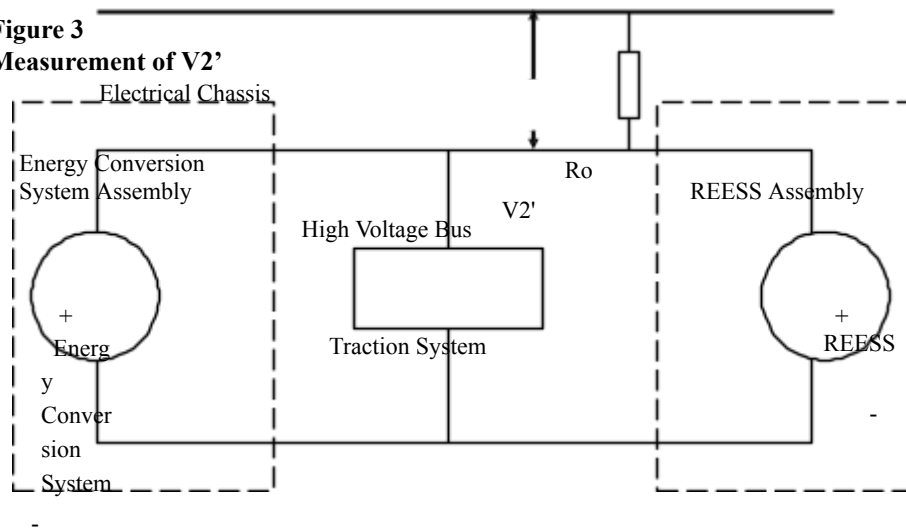 Figure 3
Measurement of V2’
Electrical Chassis
Energy Conversion
System Assembly
Ro
REESS Assembly
V2'
High Voltage Bus
+
+
Traction System
REESS
Energ
y
Conver
-
sion
System
-